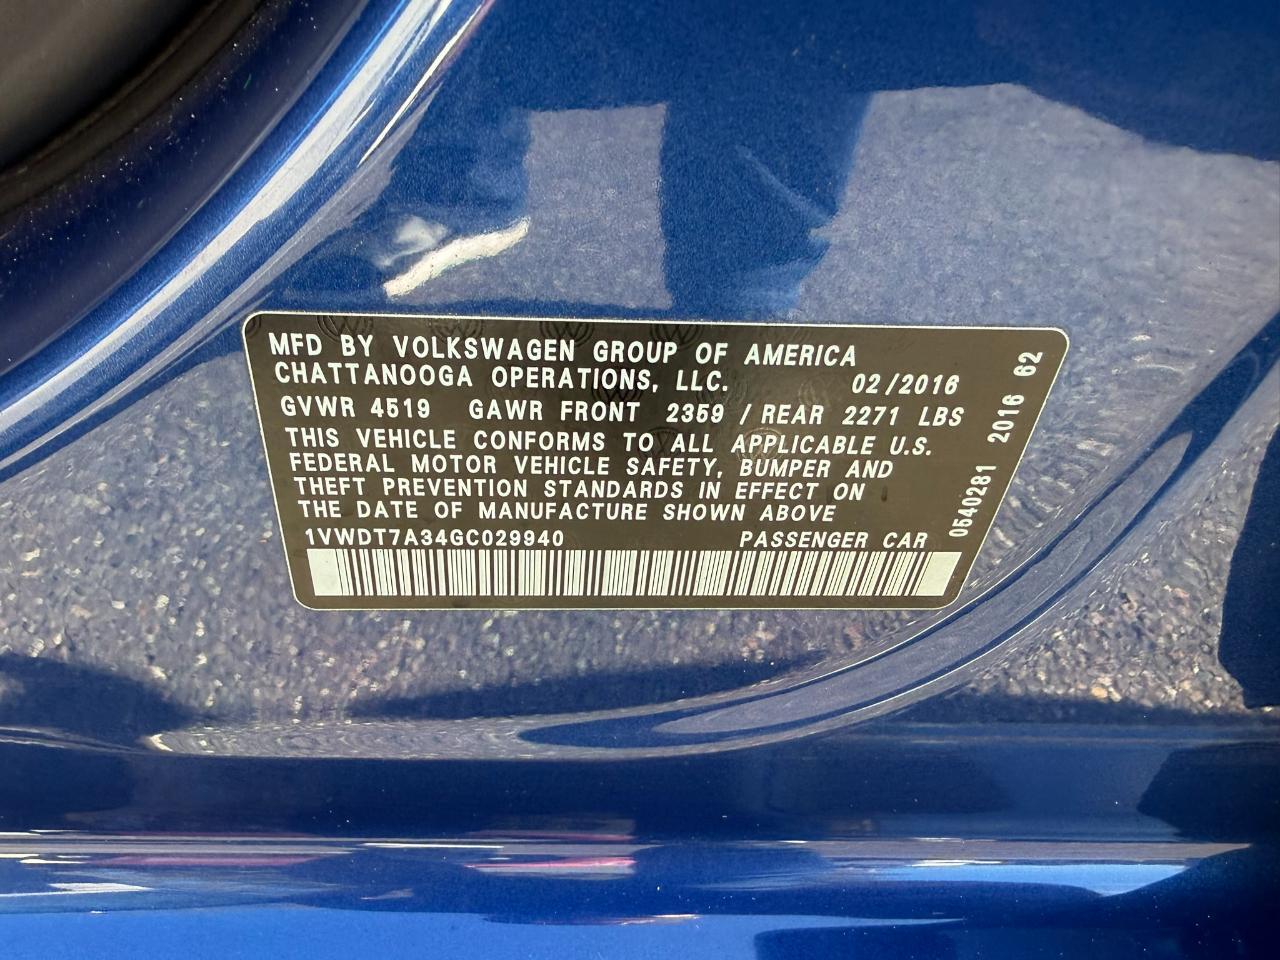 MFD BY VOLKSWAGEN GROUP OF AMERICA
CHATTANOOGA OPERATIONS, LLC. 02/2016
GVWR 4519 GAWR FRONT 2359 / REAR 2271 LBS
THIS VEHICLE CONFORMS TO ALL APPLICABLE U.S.
FEDERAL MOTOR VEHICLE SAFETY, BUMPER AND
THEFT PREVENTION STANDARDS IN EFFECT ON
THE DATE OF MANUFACTURE SHOWN ABOVE
1VWDT7A34GC029940 PASSENGER CAR
0540281 2016 62